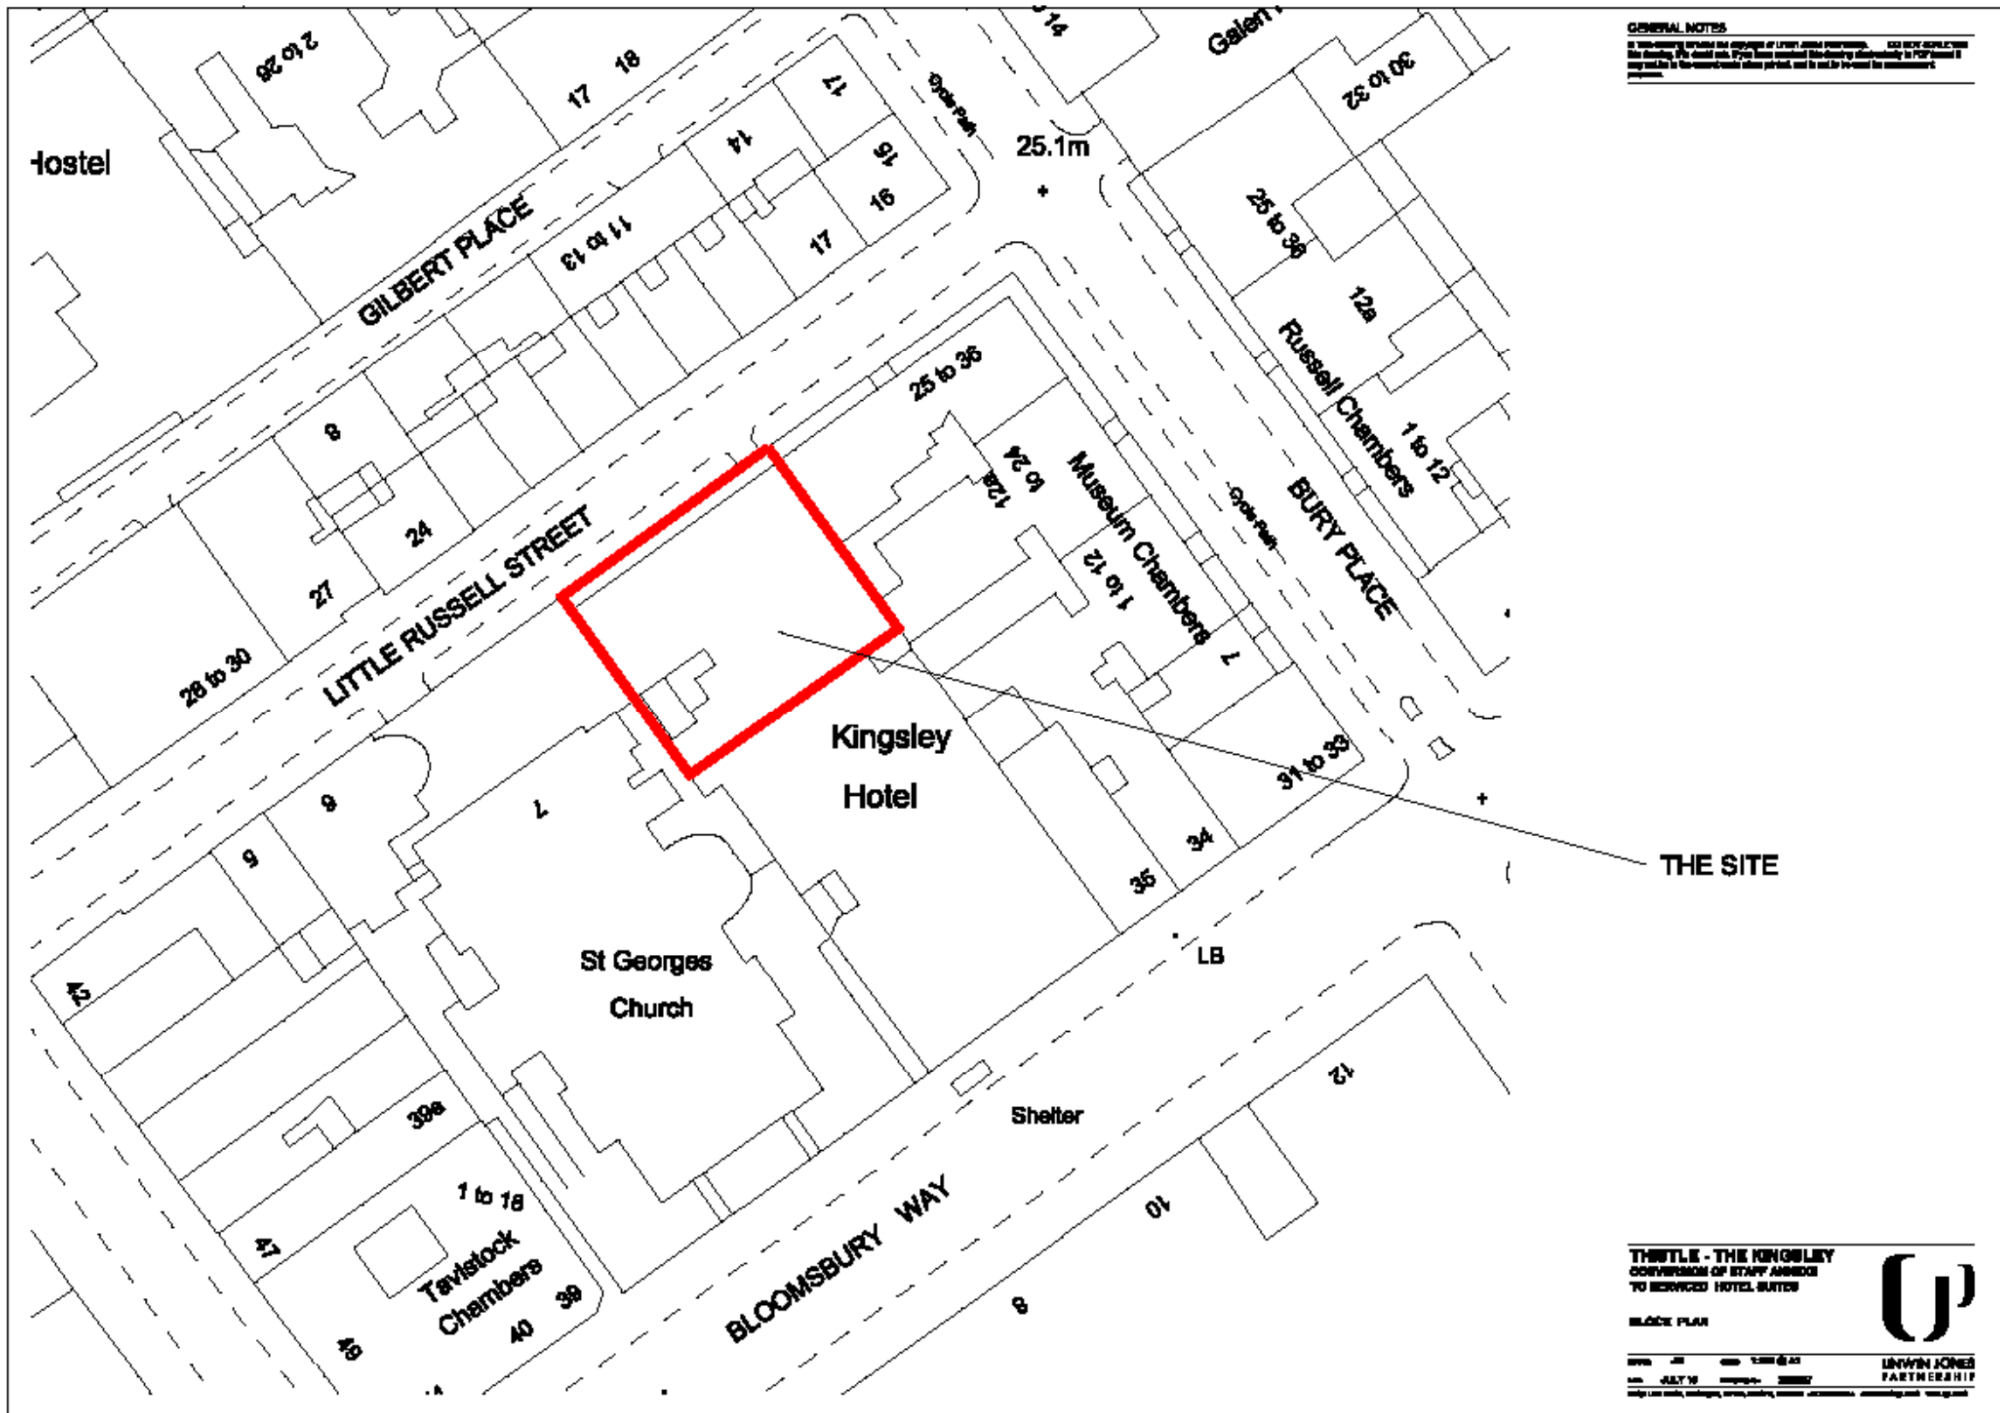 2 to 26
18
17
Hostel
17
14
15
16
17
Cycle Path
14
25.1m
30 to 32
GILBERT PLACE
11 to 13
25 to 36
12a
Russell Chambers
1 to 12
25 to 36
8
24
27
28 to 30
LITTLE RUSSELL STREET
12a
to 24
Museum Chambers
1 to 12
7
Cycle Path
BURY PLACE
31 to 33
34
35
Kingsley
Hotel
THE SITE
6
5
7
St Georges
Church
LB
Shelter
42
39a
1 to 16
Tavistock
Chambers
47
49
39
40
BLOOMSBURY WAY
12
10
8
GENERAL NOTES
THISTLE - THE KINGSLEY
CONVERSION OF STAFF ANNEXE
TO SERVICED HOTEL SUITES
BLOCK PLAN
UNWIN JONES
PARTNERSHIP